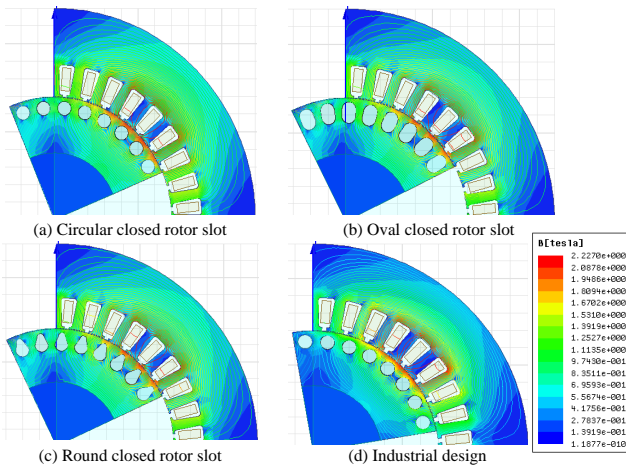 (a) Circular closed rotor slot
(b) Oval closed rotor slot
(c) Round closed rotor slot
(d) Industrial design
B[tesla]
2.2270e+000
2.0878e+000
1.9486e+000
1.8094e+000
1.6702e+000
1.5310e+000
1.3919e+000
1.2527e+000
1.1135e+000
9.7430e-001
8.3511e-001
6.9593e-001
5.5674e-001
4.1756e-001
2.7837e-001
1.3919e-001
1.1877e-010